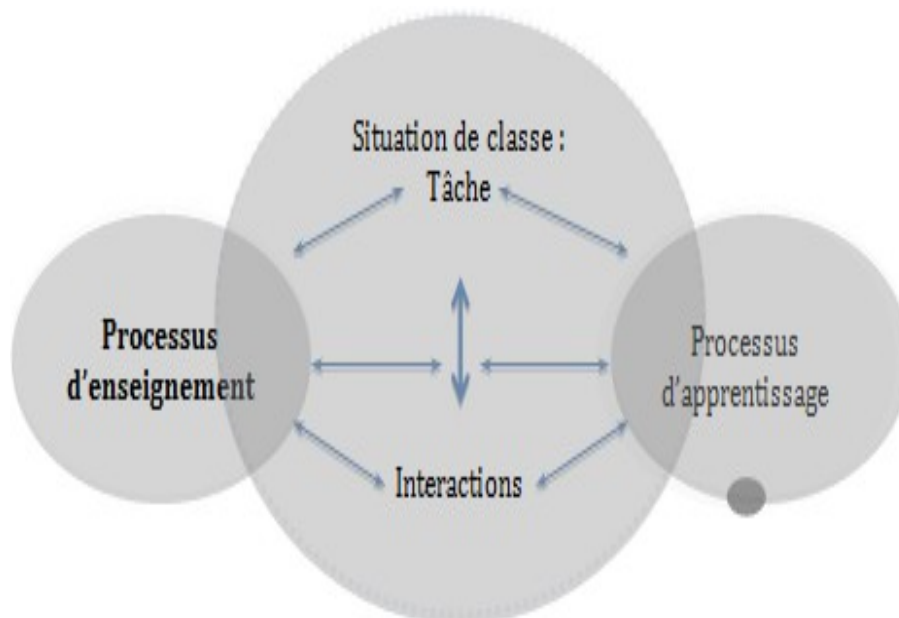 Situation de classe :
Tâche
Processus
d'enseignement
Processus
d'apprentissage
Interactions